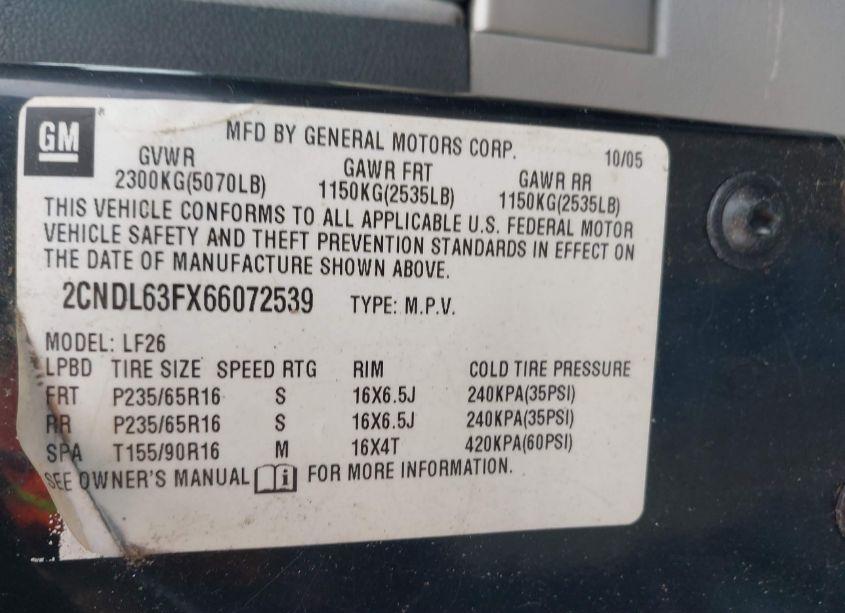 GM
MFD BY GENERAL MOTORS CORP. 10/05
GVWR GAWR FRT GAWR RR
2300KG(5070LB) 1150KG(2535LB) 1150KG(2535LB)
THIS VEHICLE CONFORMS TO ALL APPLICABLE U.S. FEDERAL MOTOR
VEHICLE SAFETY AND THEFT PREVENTION STANDARDS IN EFFECT ON
THE DATE OF MANUFACTURE SHOWN ABOVE.
2CNDL63FX66072539 TYPE: M.P.V.
MODEL: LF26
LPBD TIRE SIZE SPEED RTG RIM COLD TIRE PRESSURE
FRT P235/65R16 S 16X6.5J 240KPA(35PSI)
RR P235/65R16 S 16X6.5J 240KPA(35PSI)
SPA T155/90R16 M 16X4T 420KPA(60PSI)
SEE OWNER'S MANUAL i FOR MORE INFORMATION.